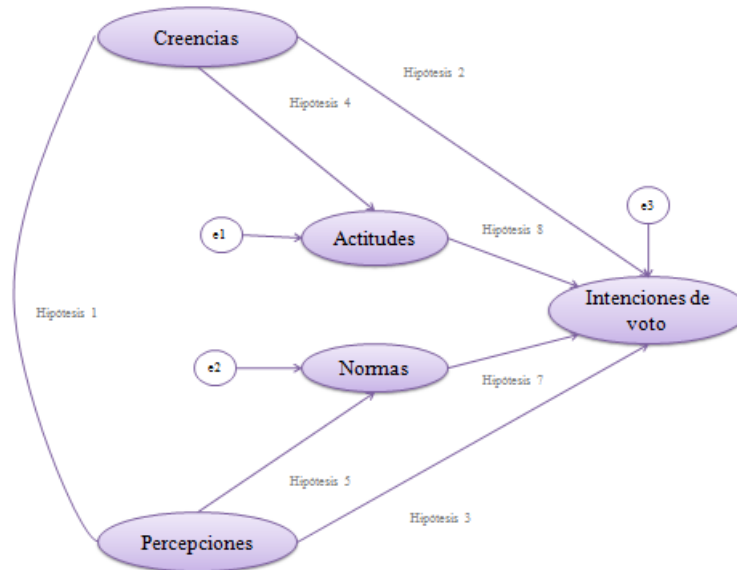 Creencias
Hipótesis 2
Hipótesis 4
e3
e1
Actitudes
Hipótesis 8
Intenciones de
voto
Hipótesis 1
e2
Normas
Hipótesis 7
Hipótesis 5
Hipótesis 3
Percepciones